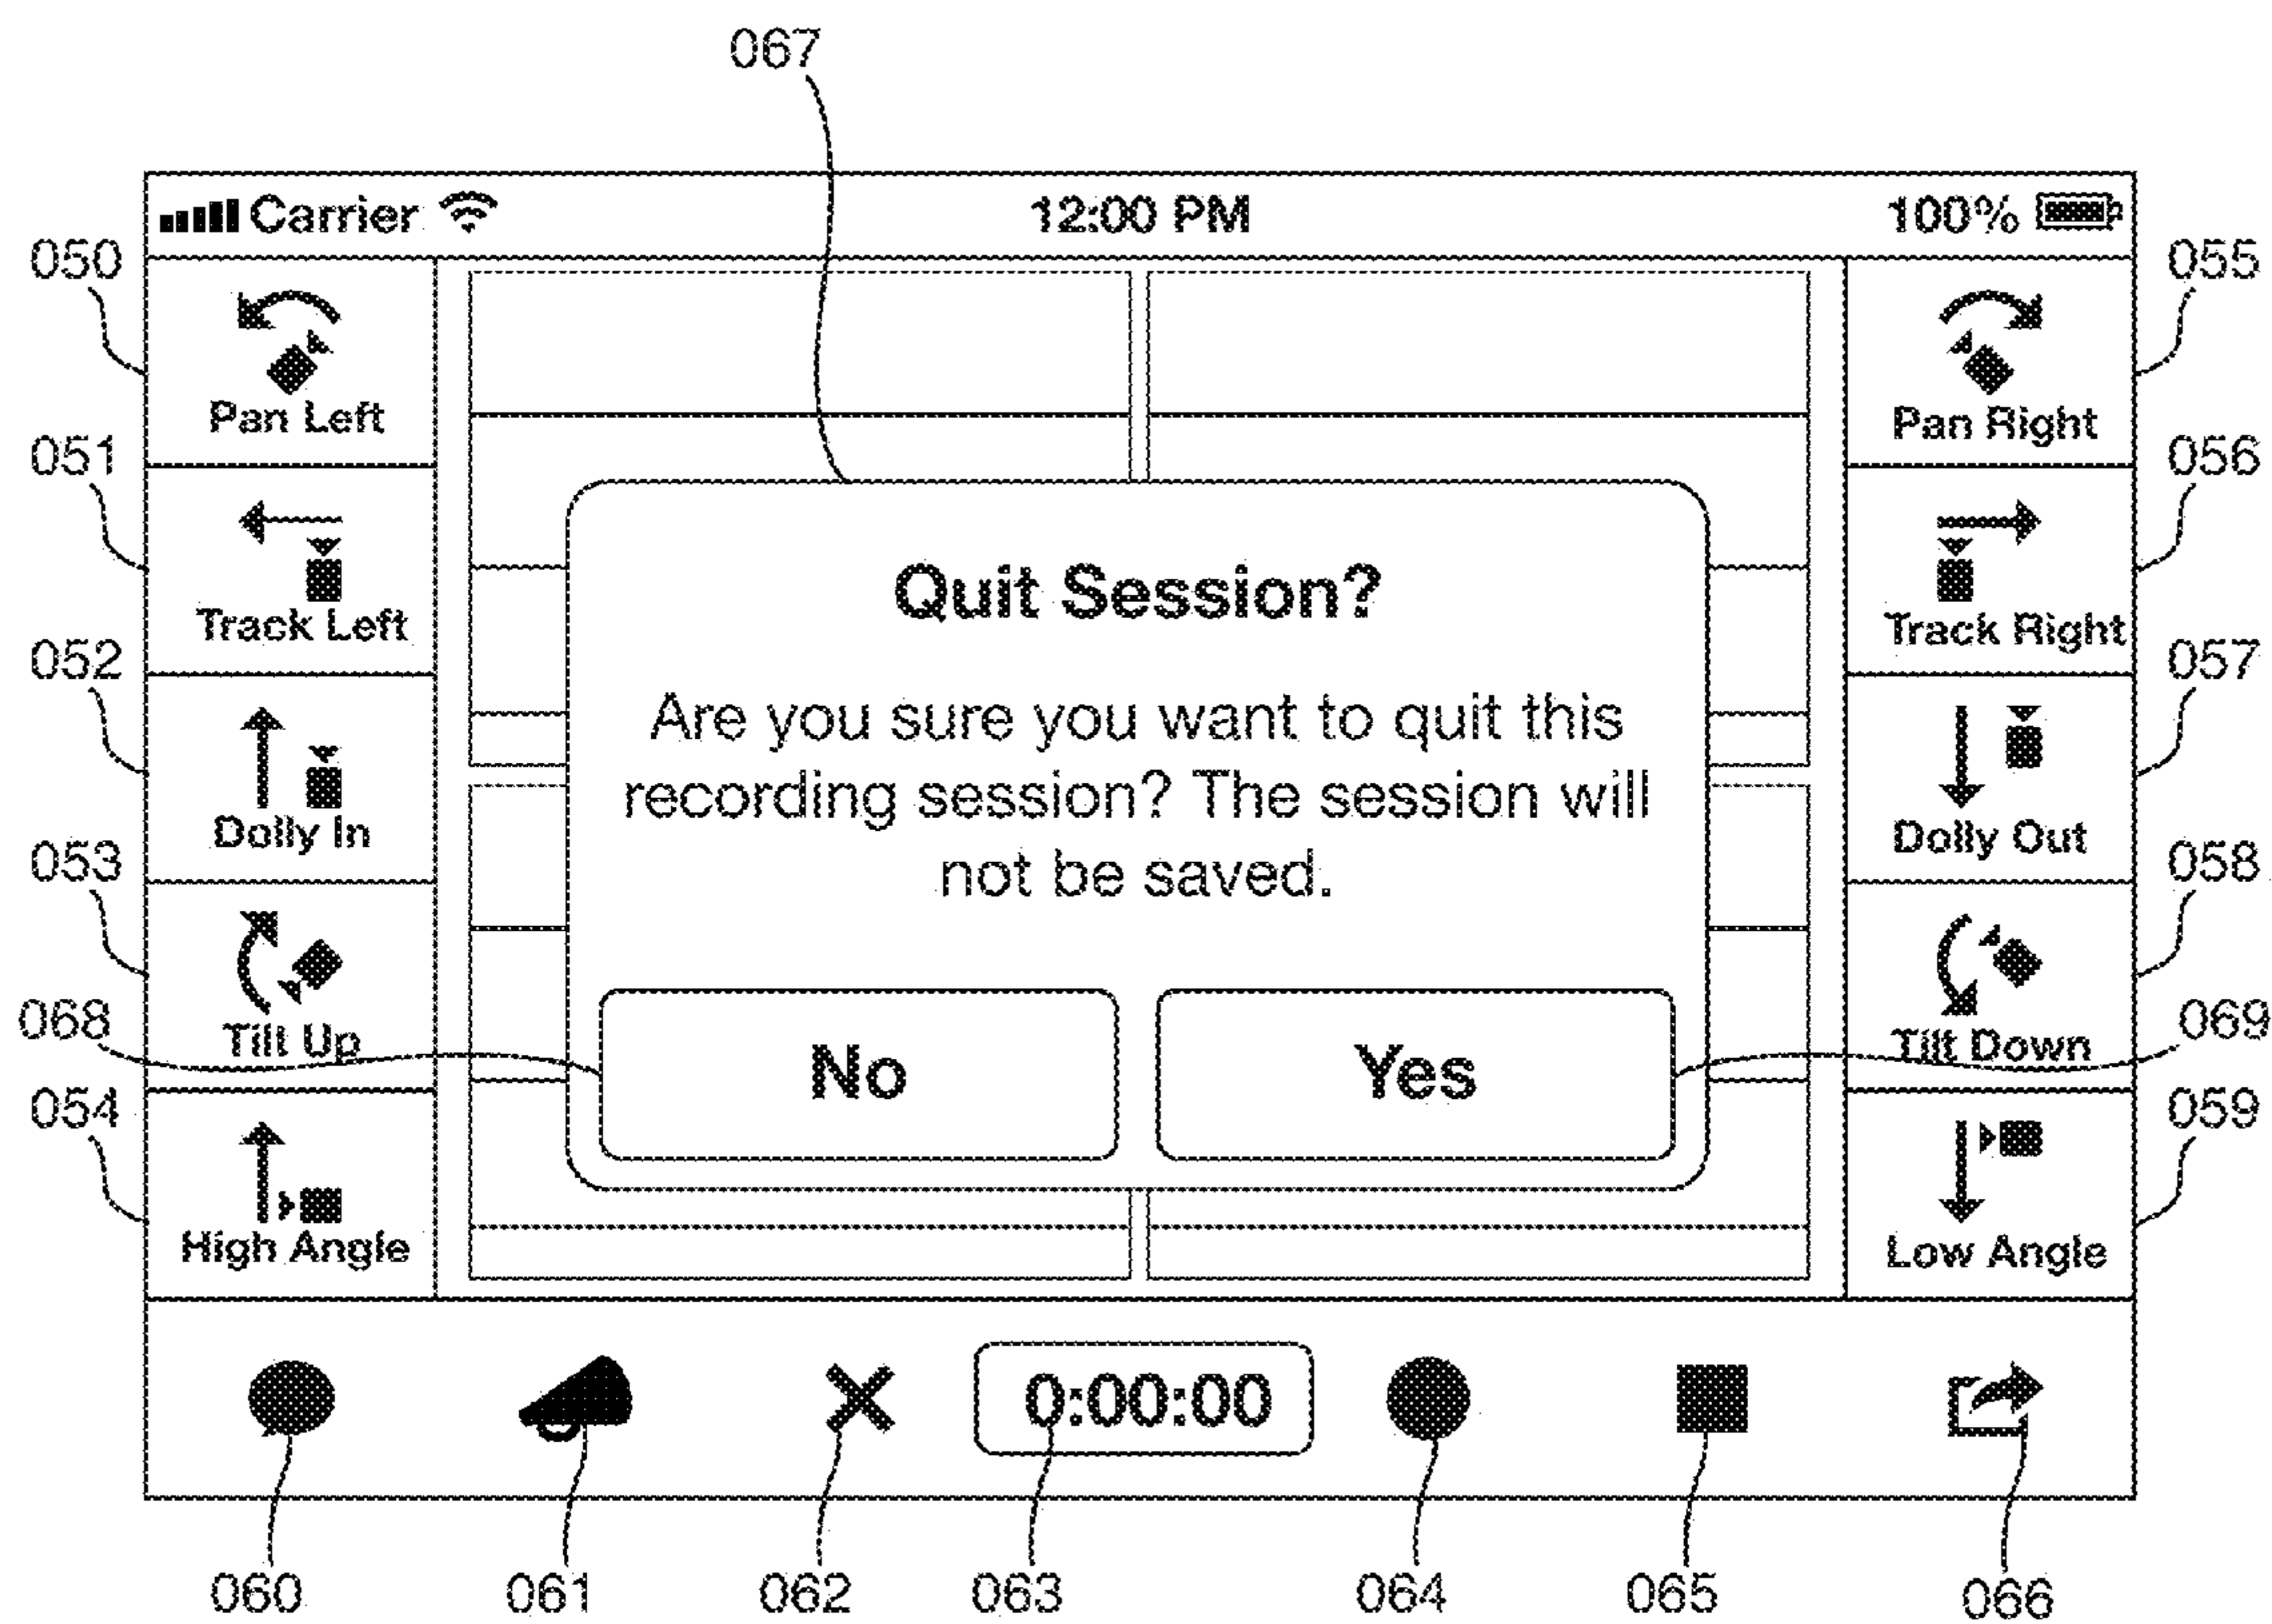 067
Carrier 12:00 PM 100%
050
055
Pan Left
Pan Right
051
056
Track Left
Track Right
052
057
Dolly In
Dolly Out
053
058
Tilt Up
Tilt Down
068
069
054
059
High Angle
Low Angle
Quit Session?
Are you sure you want to quit this
recording session? The session will
not be saved.
No Yes
0:00:00
060 061 062 063 064 065 066